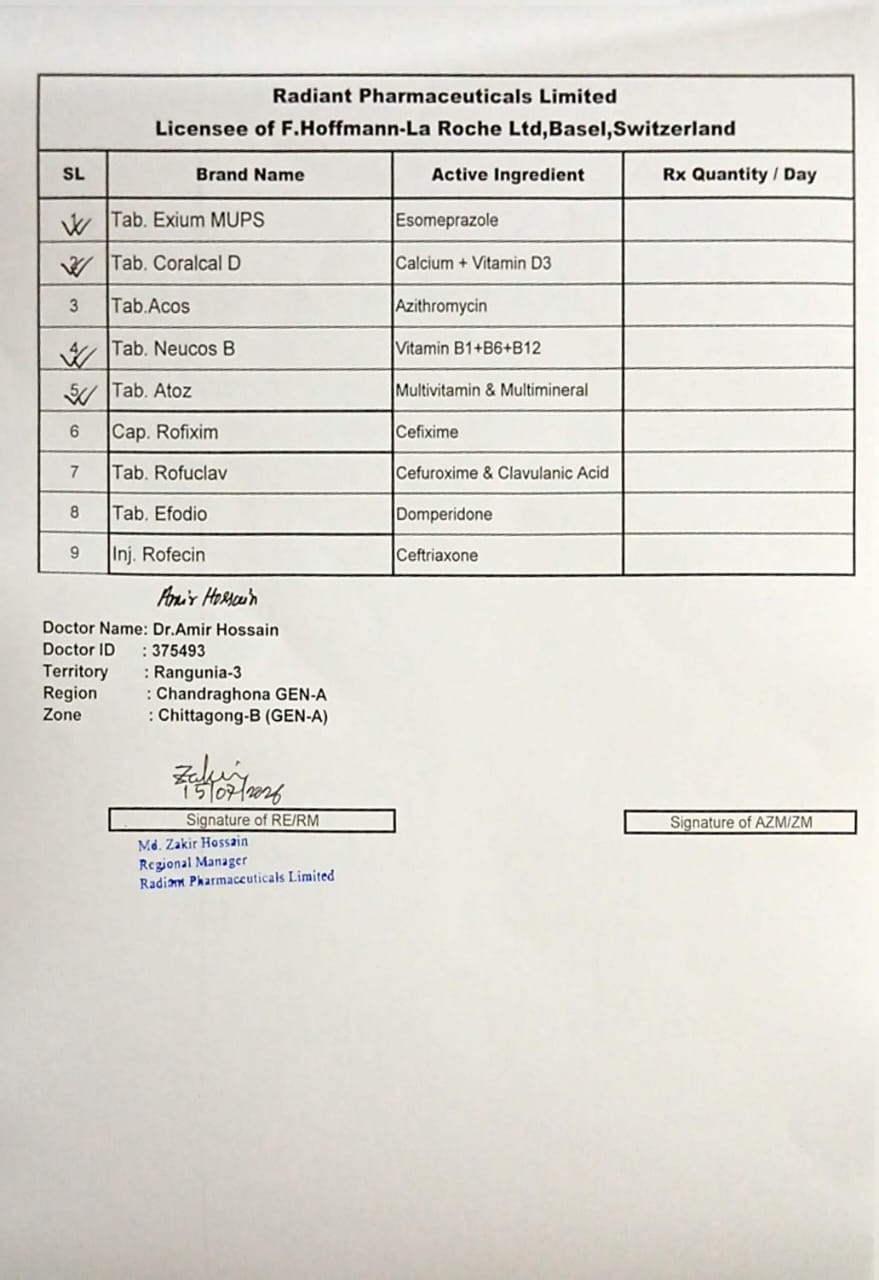 Radiant Pharmaceuticals Limited
Licensee of F.Hoffmann-La Roche Ltd,Basel,Switzerland
SL Brand Name Active Ingredient Rx Quantity / Day
1 Tab. Exium MUPS Esomeprazole
2 Tab. Coralcal D Calcium + Vitamin D3
3 Tab.Acos Azithromycin
4 Tab. Neucos B Vitamin B1+B6+B12
5 Tab. Atoz Multivitamin & Multimineral
6 Cap. Rofixim Cefixime
7 Tab. Rofuclav Cefuroxime & Clavulanic Acid
8 Tab. Efodio Domperidone
9 Inj. Rofecin Ceftriaxone
Amir Hossain
Doctor Name: Dr.Amir Hossain
Doctor ID : 375493
Territory : Rangunia-3
Region : Chandraghona GEN-A
Zone : Chittagong-B (GEN-A)
Zakir
15/07/2026
Signature of RE/RM Signature of AZM/ZM
Md. Zakir Hossain
Regional Manager
Radiant Pharmaceuticals Limited